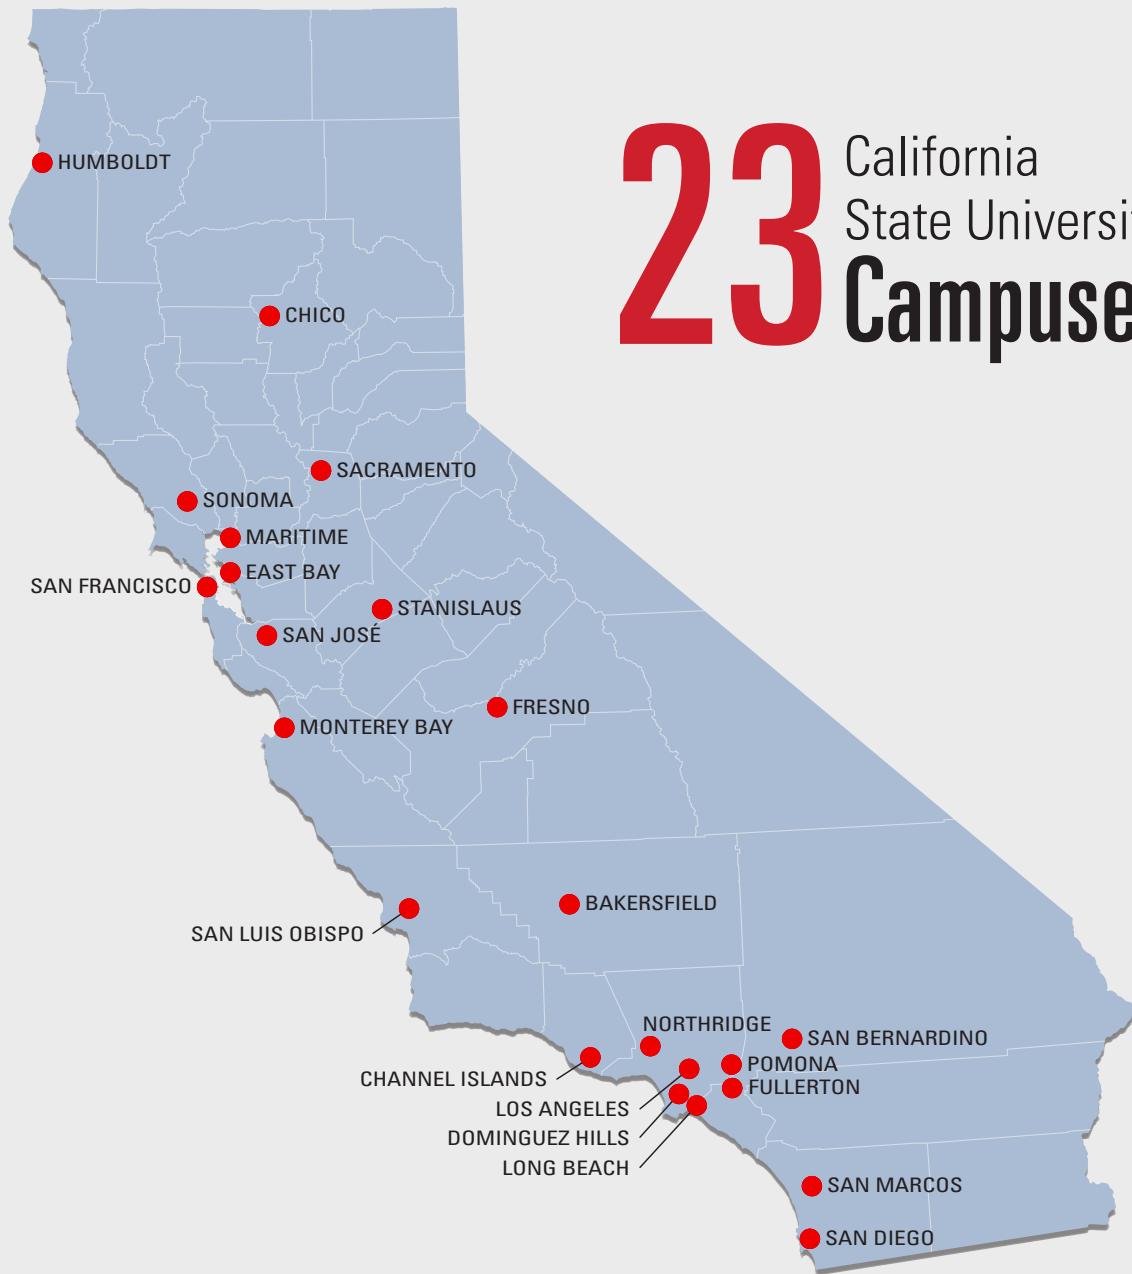 23
California
State Universit
Campuse
HUMBOLDT
CHICO
SACRAMENTO
SONOMA
MARITIME
EAST BAY
SAN FRANCISCO
STANISLAUS
SAN JOSÉ
FRESNO
MONTEREY BAY
BAKERSFIELD
SAN LUIS OBISPO
NORTHRIDGE
SAN BERNARDINO
POMONA
CHANNEL ISLANDS
FULLERTON
LOS ANGELES
DOMINGUEZ HILLS
LONG BEACH
SAN MARCOS
SAN DIEGO